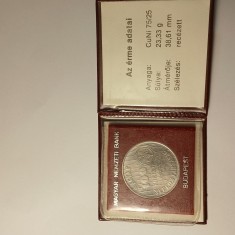 Az érme adatai
Anyaga: CuNi 75/25
Súlya: 23,33 g
Átmérője: 38,61 mm
Szélezés: recézett
MAGYAR NEMZETI BANK
BUDAPEST